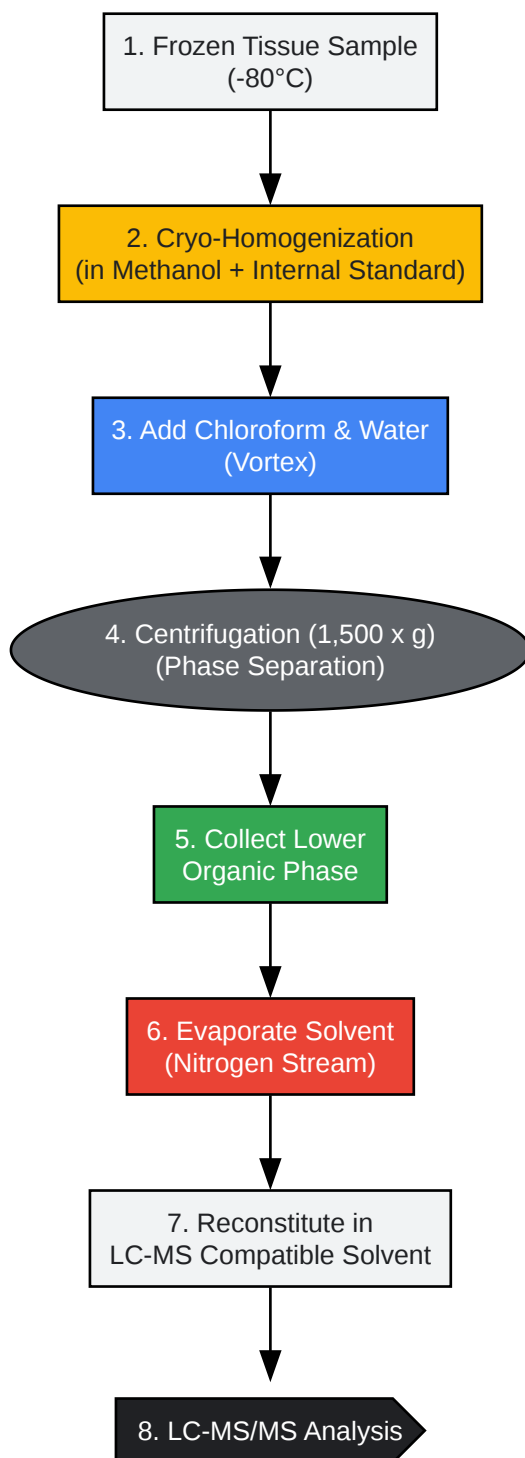 1. Frozen Tissue Sample
(-80°C)
2. Cryo-Homogenization
(in Methanol + Internal Standard)
3. Add Chloroform & Water
(Vortex)
4. Centrifugation (1,500 x g)
(Phase Separation)
5. Collect Lower
Organic Phase
6. Evaporate Solvent
(Nitrogen Stream)
7. Reconstitute in
LC-MS Compatible Solvent
8. LC-MS/MS Analysis